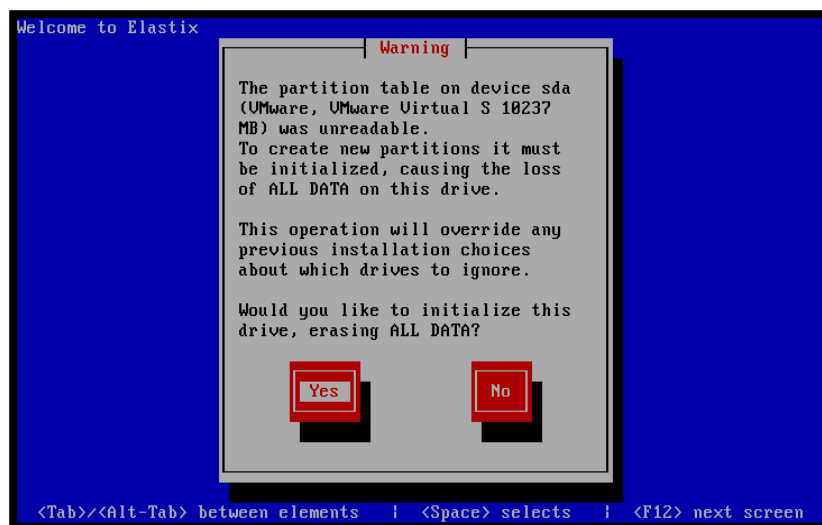 Welcome to Elastix
Warning
The partition table on device sda
(VMware, VMware Virtual S 10237
MB) was unreadable.
To create new partitions it must
be initialized, causing the loss
of ALL DATA on this drive.
This operation will override any
previous installation choices
about which drives to ignore.
Would you like to initialize this
drive, erasing ALL DATA?
Yes No
<Tab>/<Alt-Tab> between elements | <Space> selects | <F12> next screen